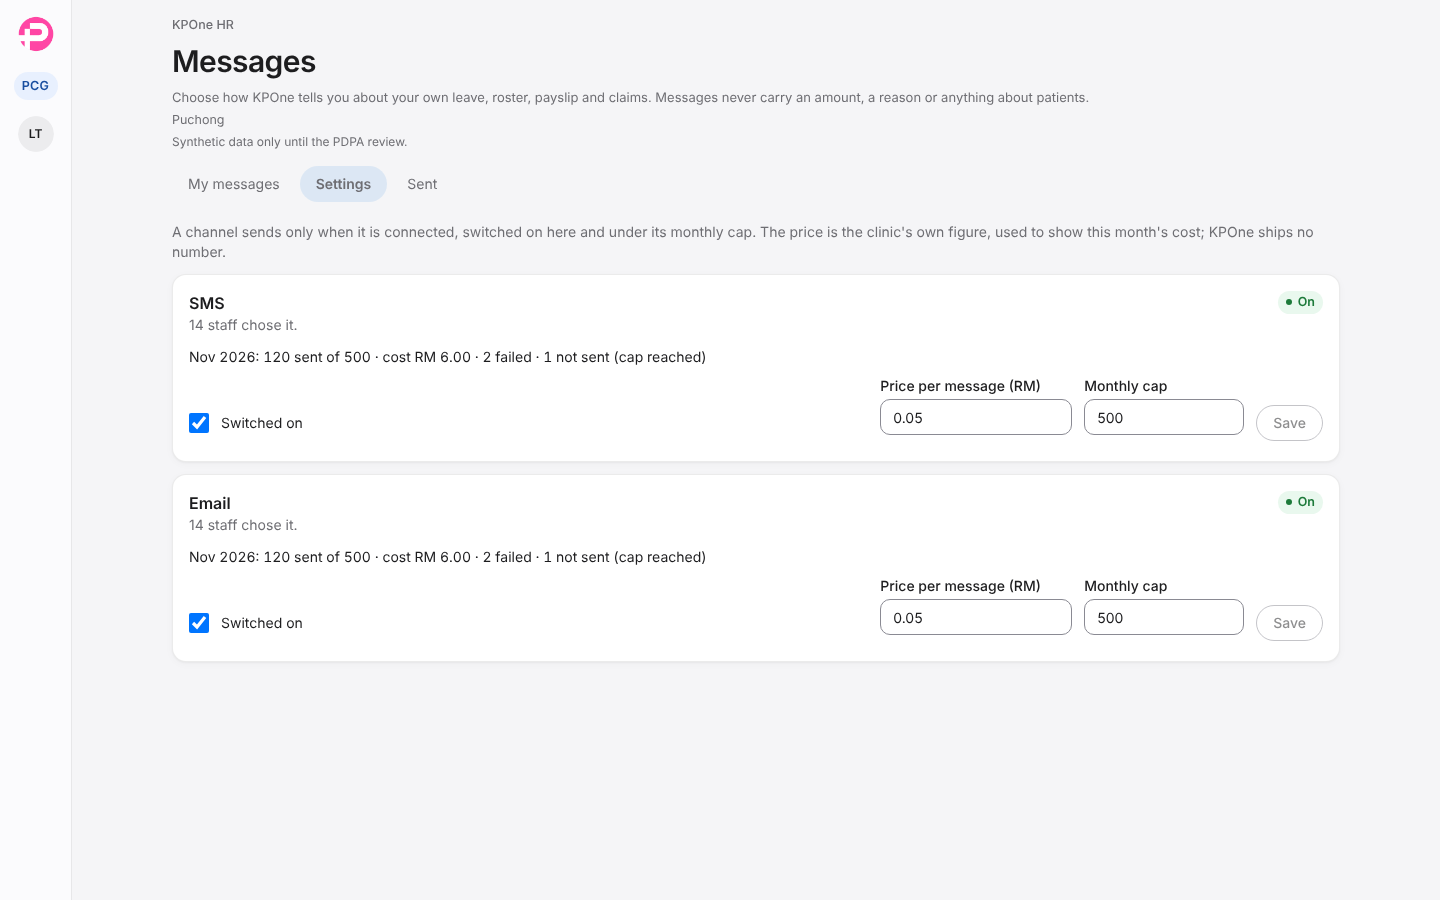 KPOne HR
PCG
LT
Messages
Choose how KPOne tells you about your own leave, roster, payslip and claims. Messages never carry an amount, a reason or anything about patients.
Puchong
Synthetic data only until the PDPA review.
My messages
Settings
Sent
A channel sends only when it is connected, switched on here and under its monthly cap. The price is the clinic's own figure, used to show this month's cost; KPOne ships no
number.
SMS
On
14 staff chose it.
Nov 2026: 120 sent of 500 · cost RM 6.00 · 2 failed · 1 not sent (cap reached)
Price per message (RM)
Monthly cap
Switched on
0.05
500
Save
Email
On
14 staff chose it.
Nov 2026: 120 sent of 500 · cost RM 6.00 · 2 failed · 1 not sent (cap reached)
Price per message (RM)
Monthly cap
Switched on
0.05
500
Save